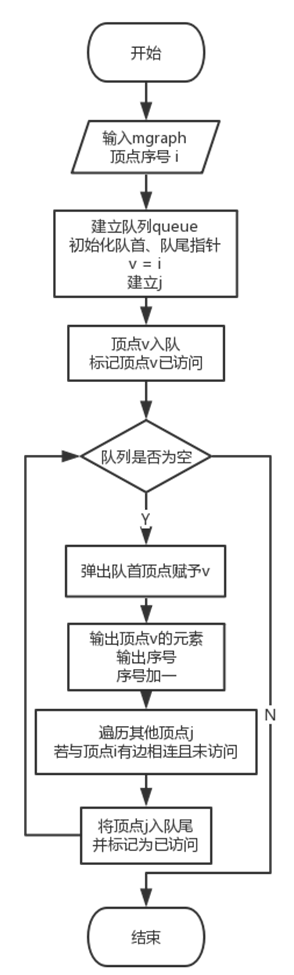 开始
输入mgraph
顶点序号 i
建立队列queue
初始化队首、队尾指针
v = i
建立j
顶点v入队
标记顶点v已访问
队列是否为空
Y
弹出队首顶点赋予v
输出顶点v的元素
输出序号
序号加一
N
遍历其他顶点j
若与顶点i有边相连且未访问
将顶点j入队尾
并标记为已访问
结束